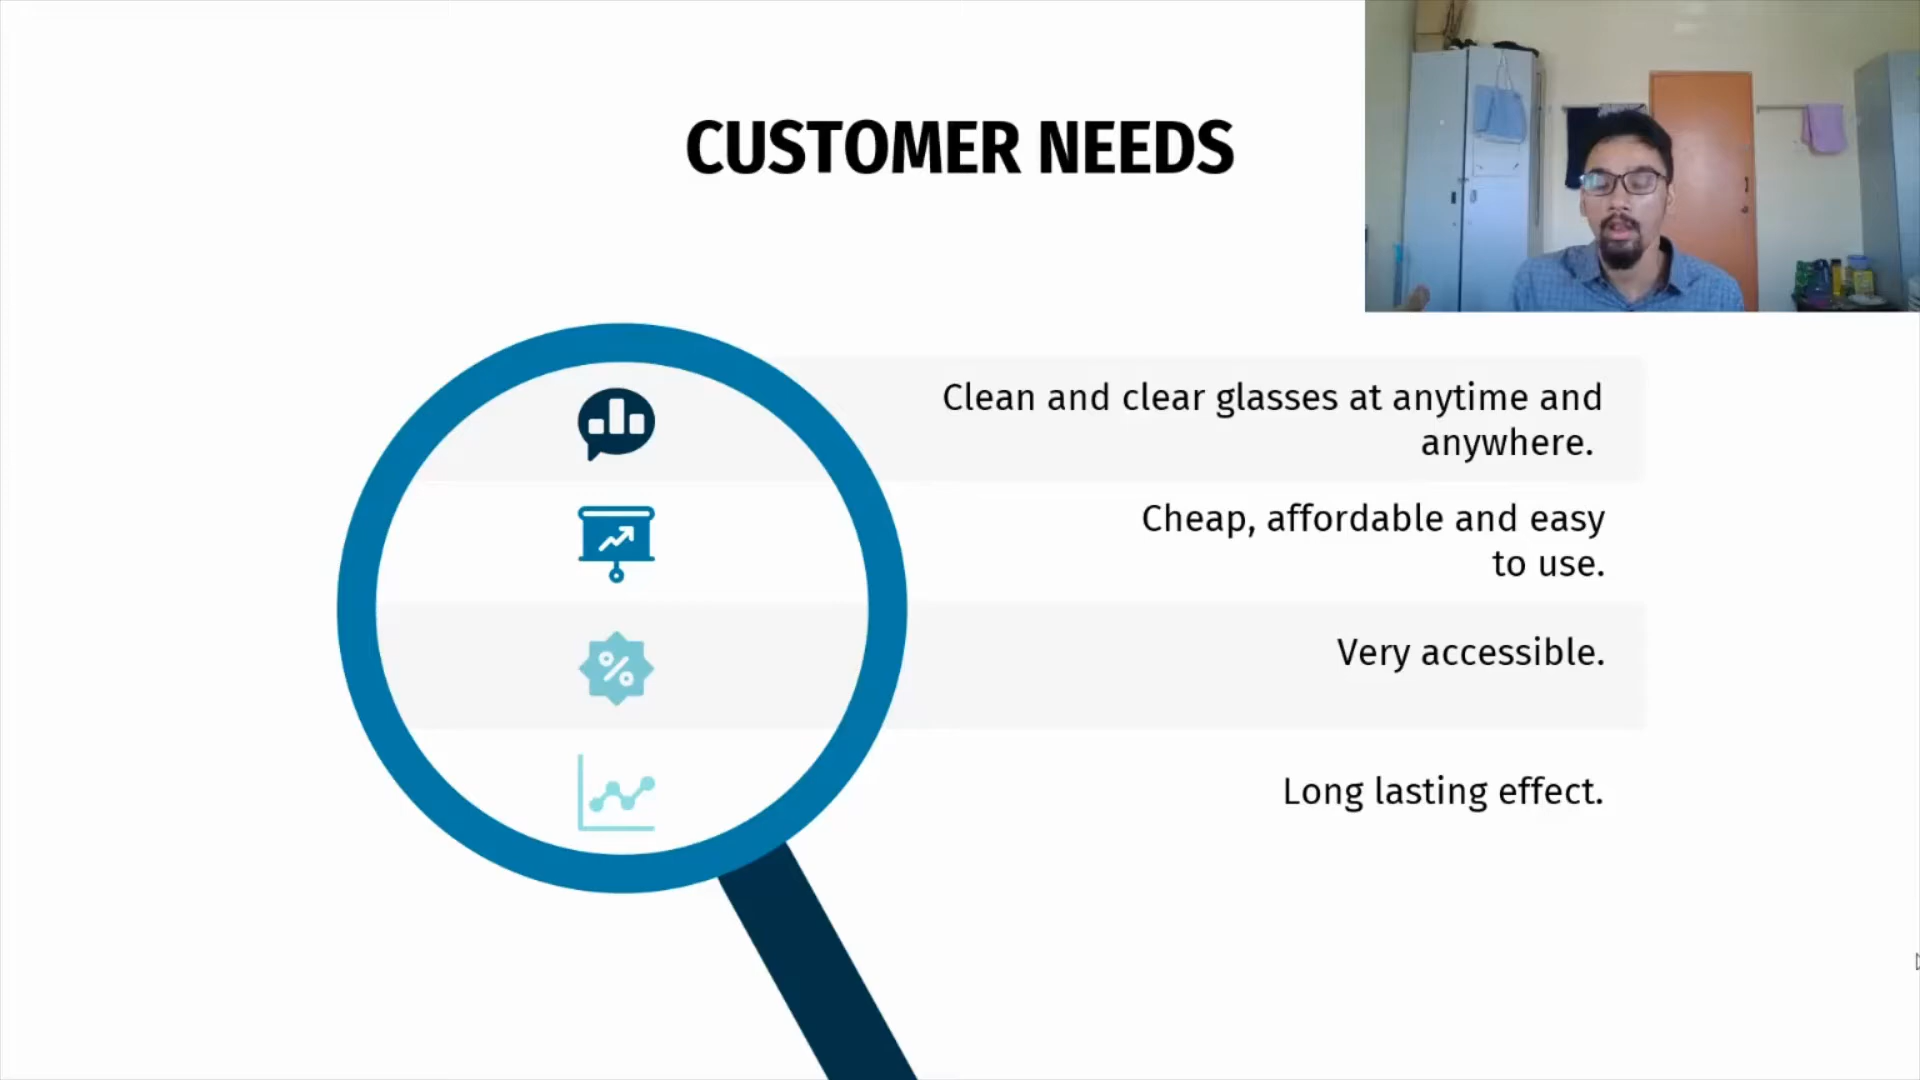 CUSTOMER NEEDS
Clean and clear glasses at anytime and
anywhere.
Cheap, affordable and easy
to use.
%
Very accessible.
Long lasting effect.